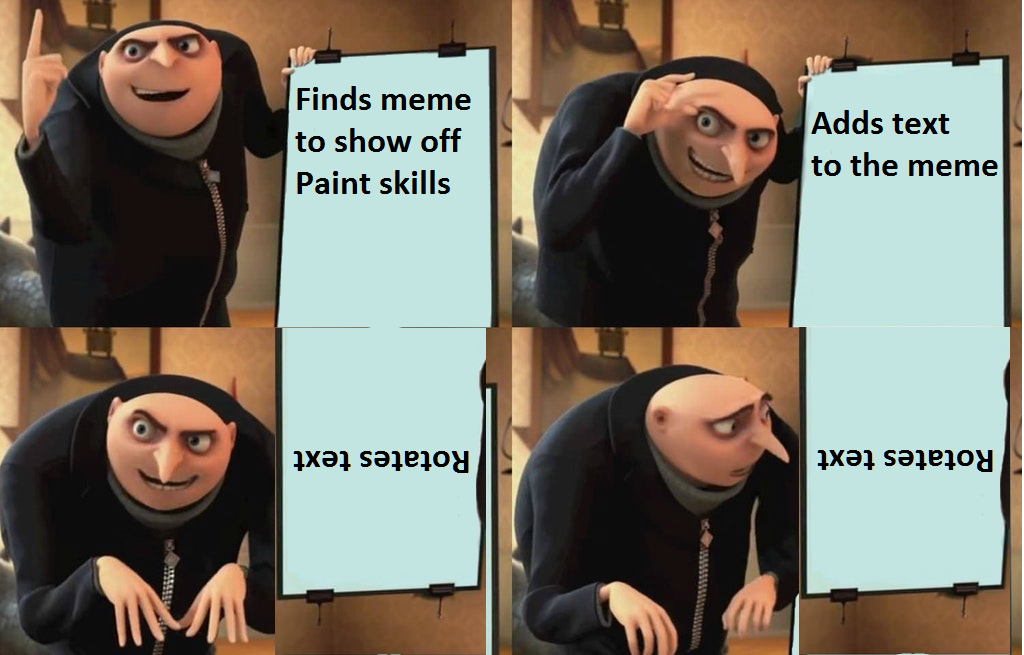 Finds meme
to show off
Paint skills
Adds text
to the meme
Rotates text
Rotates text